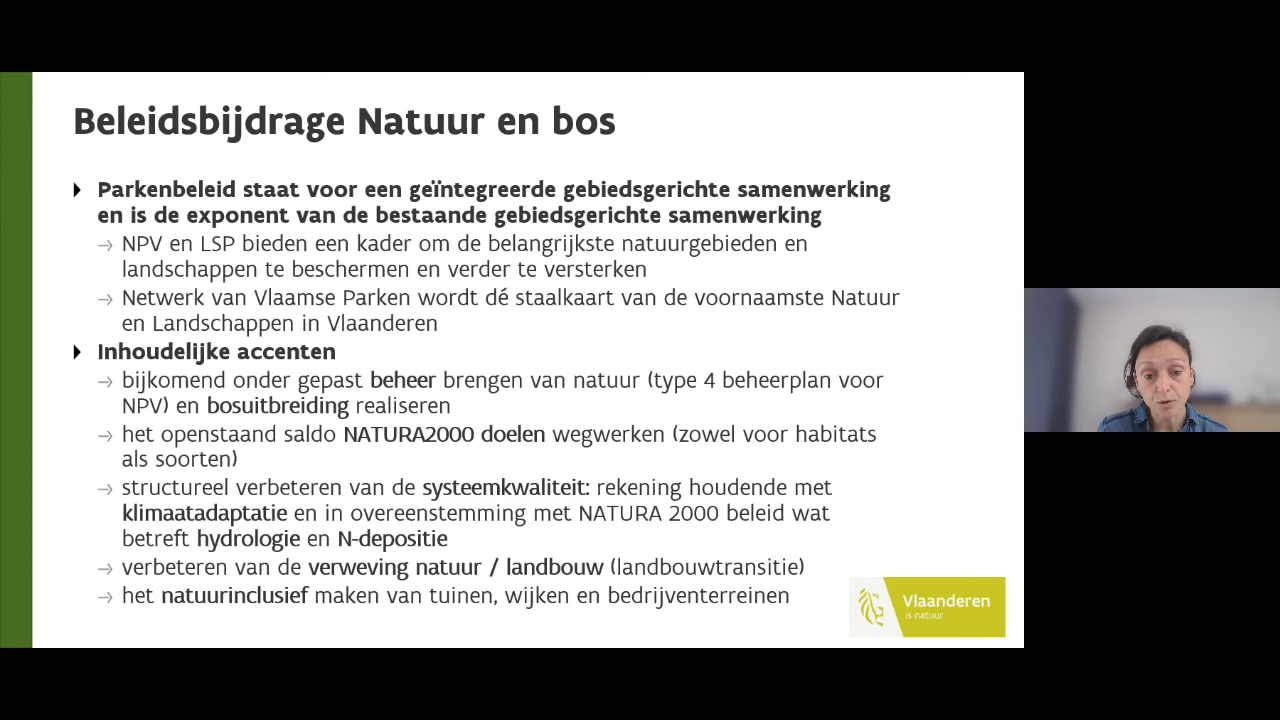 Beleidsbijdrage Natuur en bos
Parkenbeleid staat voor een geïntegreerde gebiedsgerichte samenwerking
en is de exponent van de bestaande gebiedsgerichte samenwerking
NPV en LSP bieden een kader om de belangrijkste natuurgebieden en
landschappen te beschermen en verder te versterken
Netwerk van Vlaamse Parken wordt dé staalkaart van de voornaamste Natuur
en Landschappen in Vlaanderen
Inhoudelijke accenten
bijkomend onder gepast beheer brengen van natuur (type 4 beheerplan voor
NPV) en bosuitbreiding realiseren
het openstaand saldo NATURA2000 doelen wegwerken (zowel voor habitats
als soorten)
structureel verbeteren van de systeemkwaliteit: rekening houdende met
klimaatadaptatie en in overeenstemming met NATURA 2000 beleid wat
betreft hydrologie en N-depositie
verbeteren van de verweving natuur / landbouw (landbouwtransitie)
het natuurinclusief maken van tuinen, wijken en bedrijventerreinen
Vlaanderen
is natuur